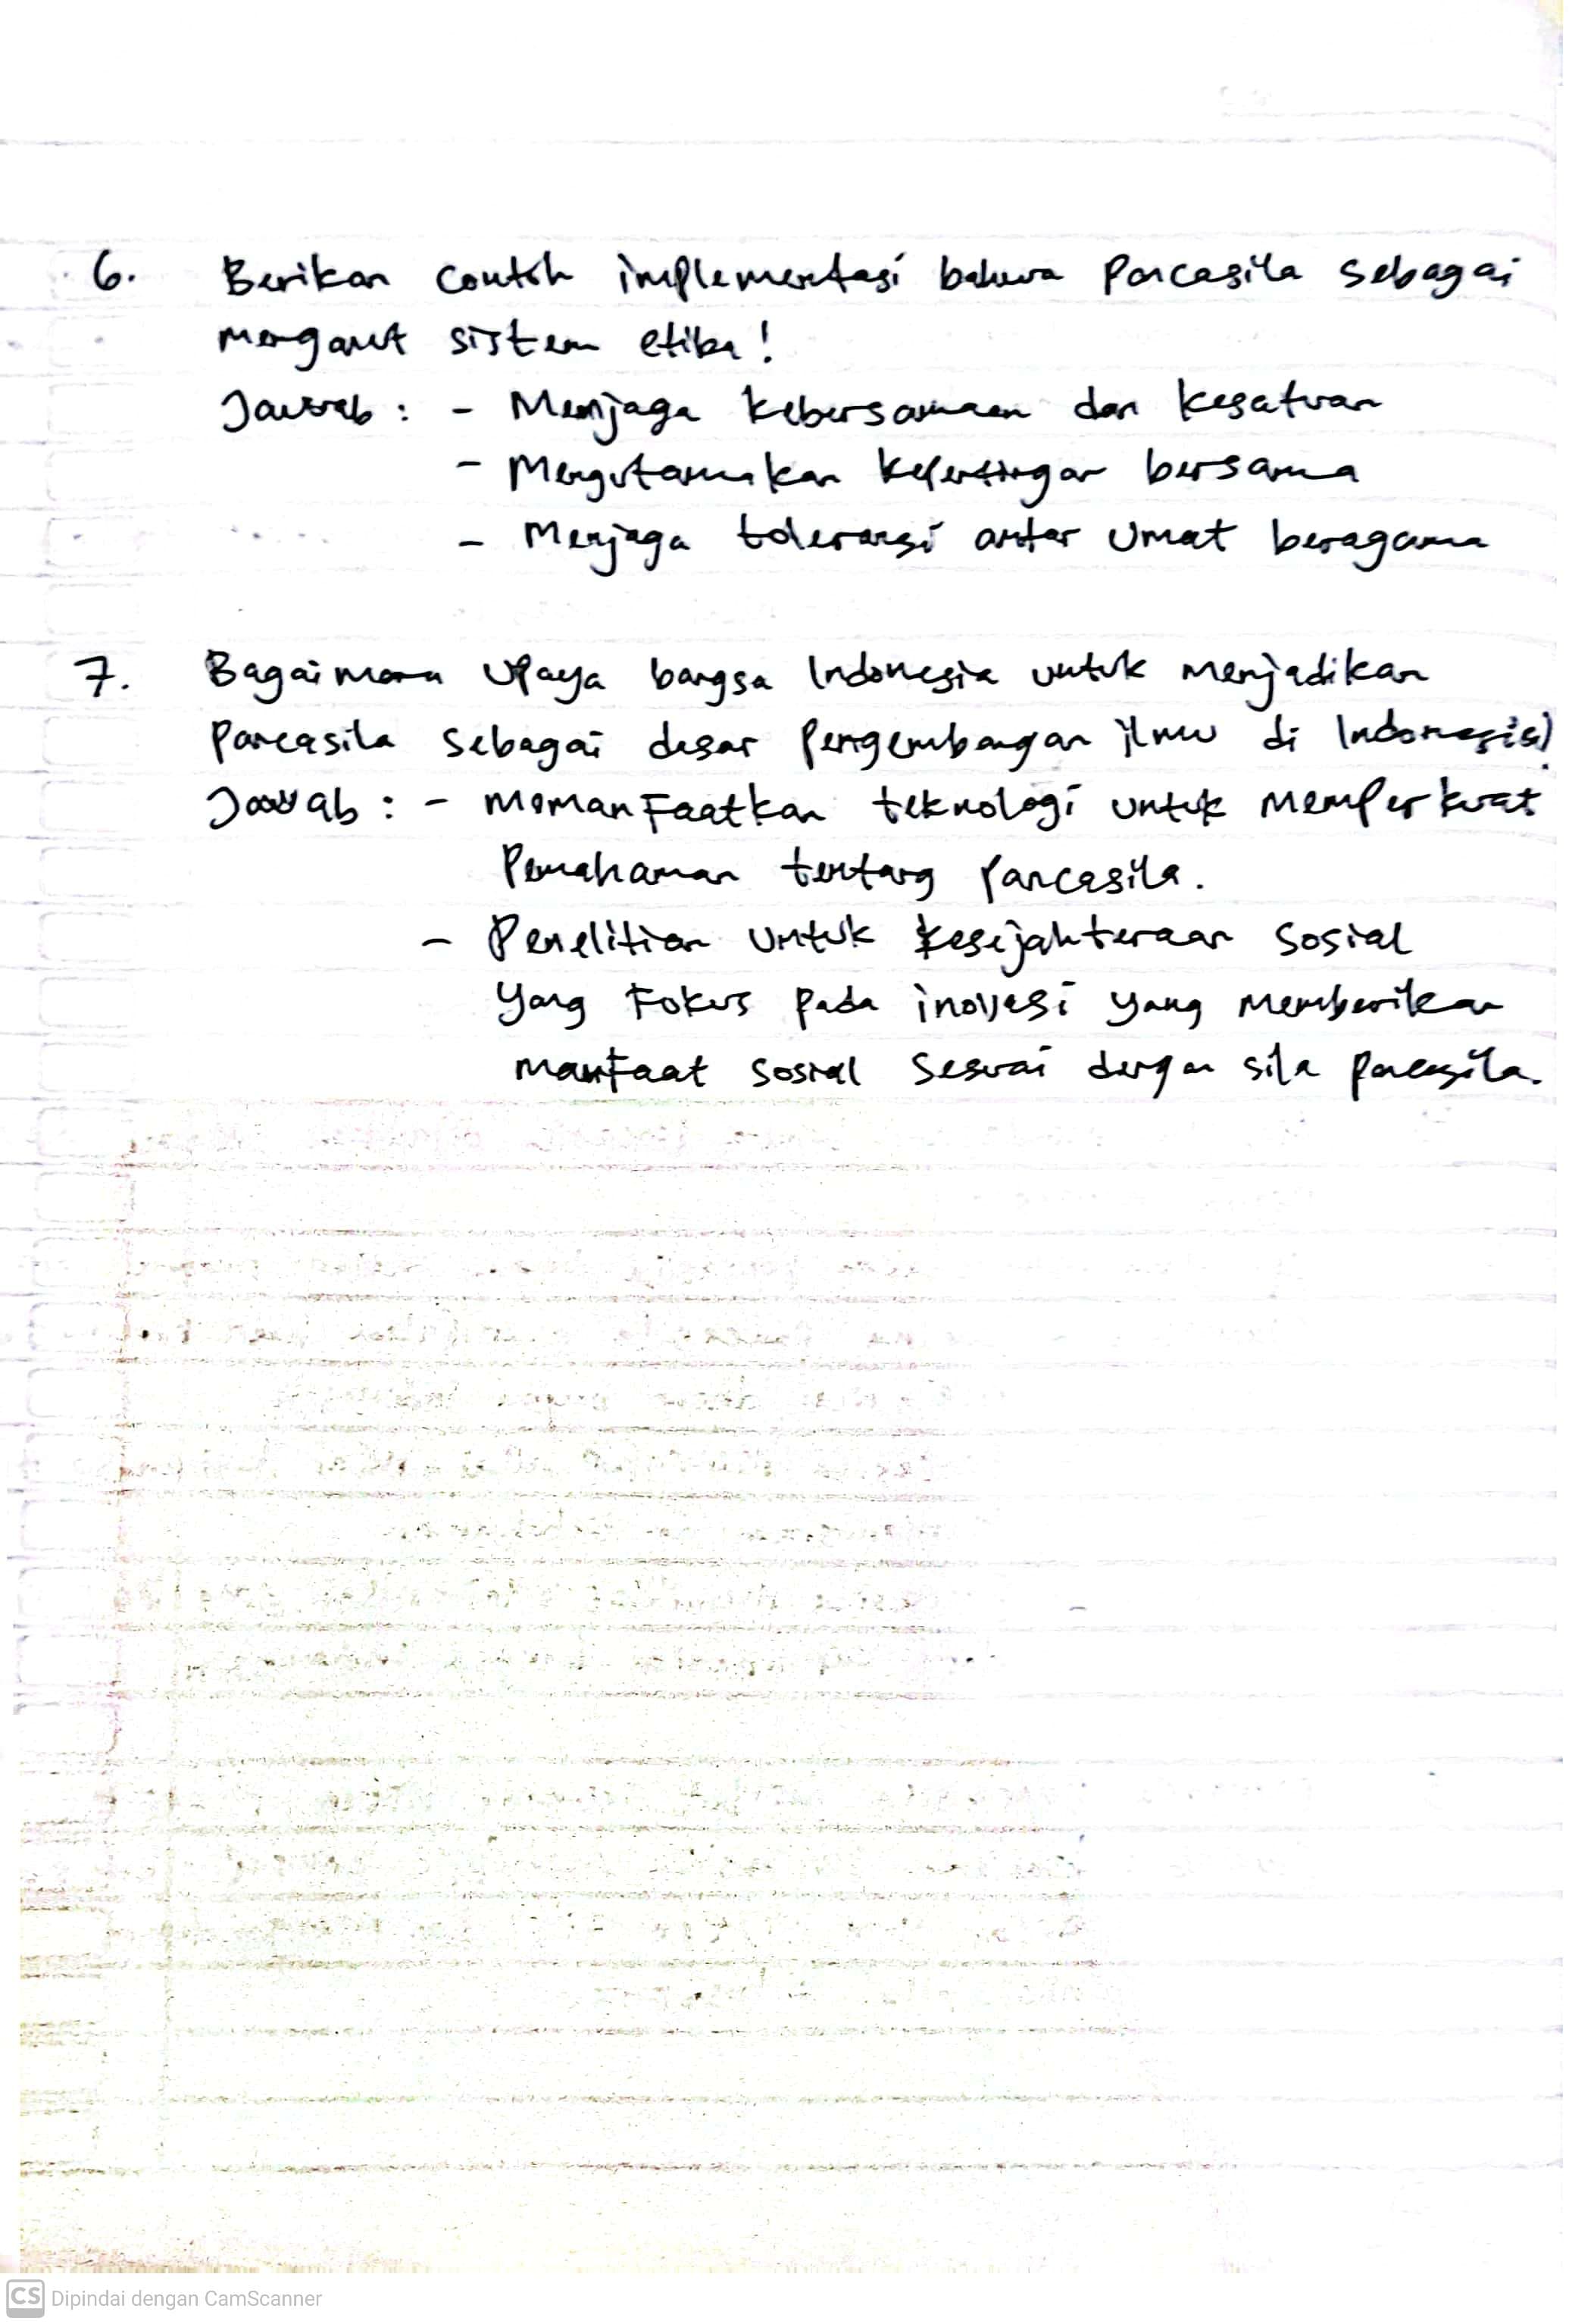 6. Berikan contoh implementasi bahwa Pancasila sebagai
menganut sistem etika!
Jawab : - Menjaga kebersamaan dan kesatuan
- Mengutamakan kepentingan bersama
- Menjaga toleransi antar umat beragama
7. Bagaimana upaya bangsa Indonesia untuk menjadikan
Pancasila sebagai dasar pengembangan ilmu di Indonesia!
Jawab : - Memanfaatkan teknologi untuk memperkuat
Pemahaman tentang Pancasila.
- Penelitian untuk kesejahteraan sosial
yang fokus pada inovasi yang memberikan
manfaat sosial sesuai dengan sila pancasila.
CS Dipindai dengan CamScanner